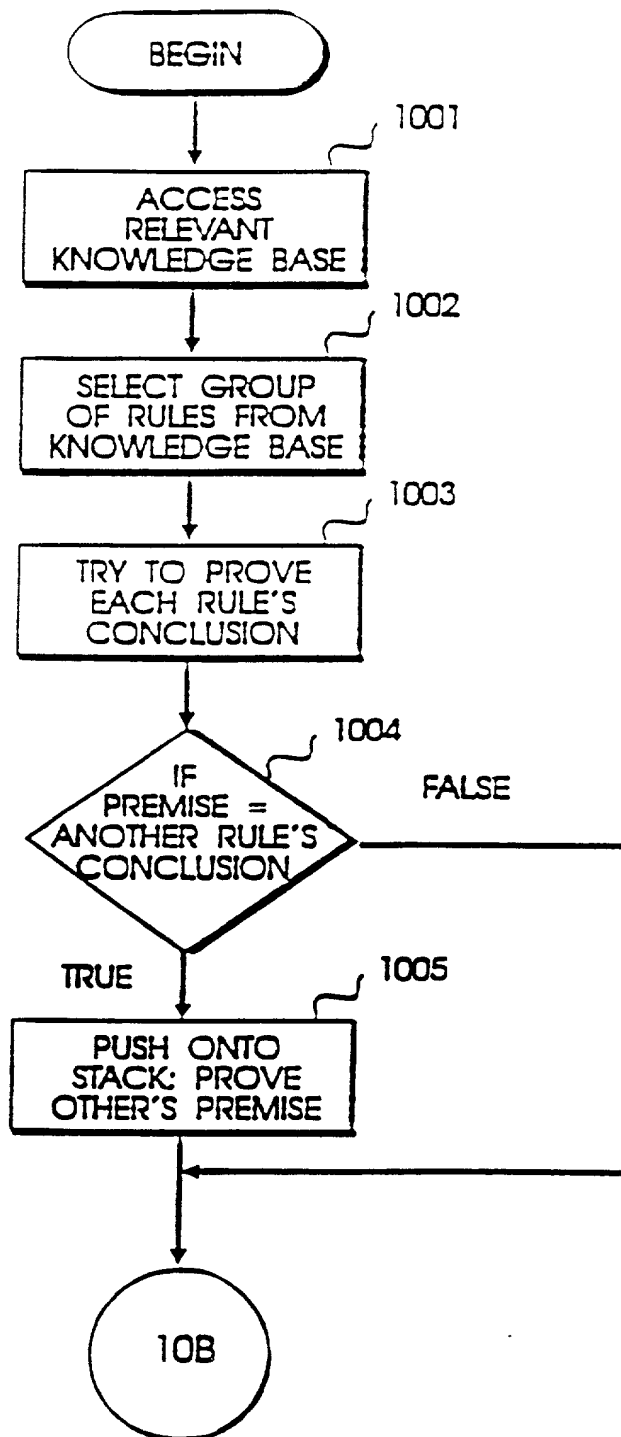 BEGIN
1001
ACCESS
RELEVANT
KNOWLEDGE BASE
1002
SELECT GROUP
OF RULES FROM
KNOWLEDGE BASE
1003
TRY TO PROVE
EACH RULE'S
CONCLUSION
1004
IF
PREMISE =
ANOTHER RULE'S
CONCLUSION
FALSE
TRUE
1005
PUSH ONTO
STACK: PROVE
OTHER'S PREMISE
10B